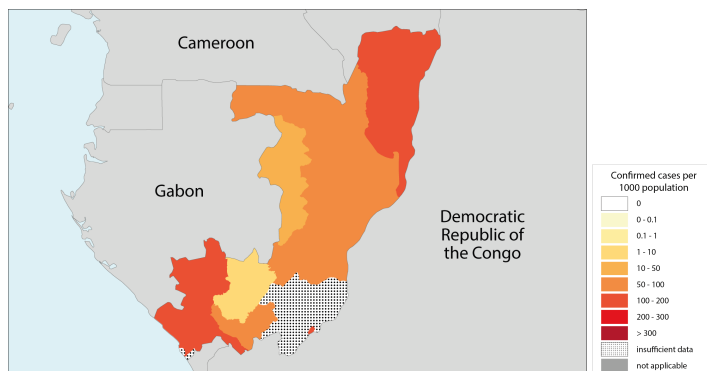 Cameroon
Gabon
Democratic
Republic of
the Congo
Confirmed cases per
1000 population
0
0 - 0.1
0.1 - 1
1 - 10
10 - 50
50 - 100
100 - 200
200 - 300
> 300
insufficient data
not applicable